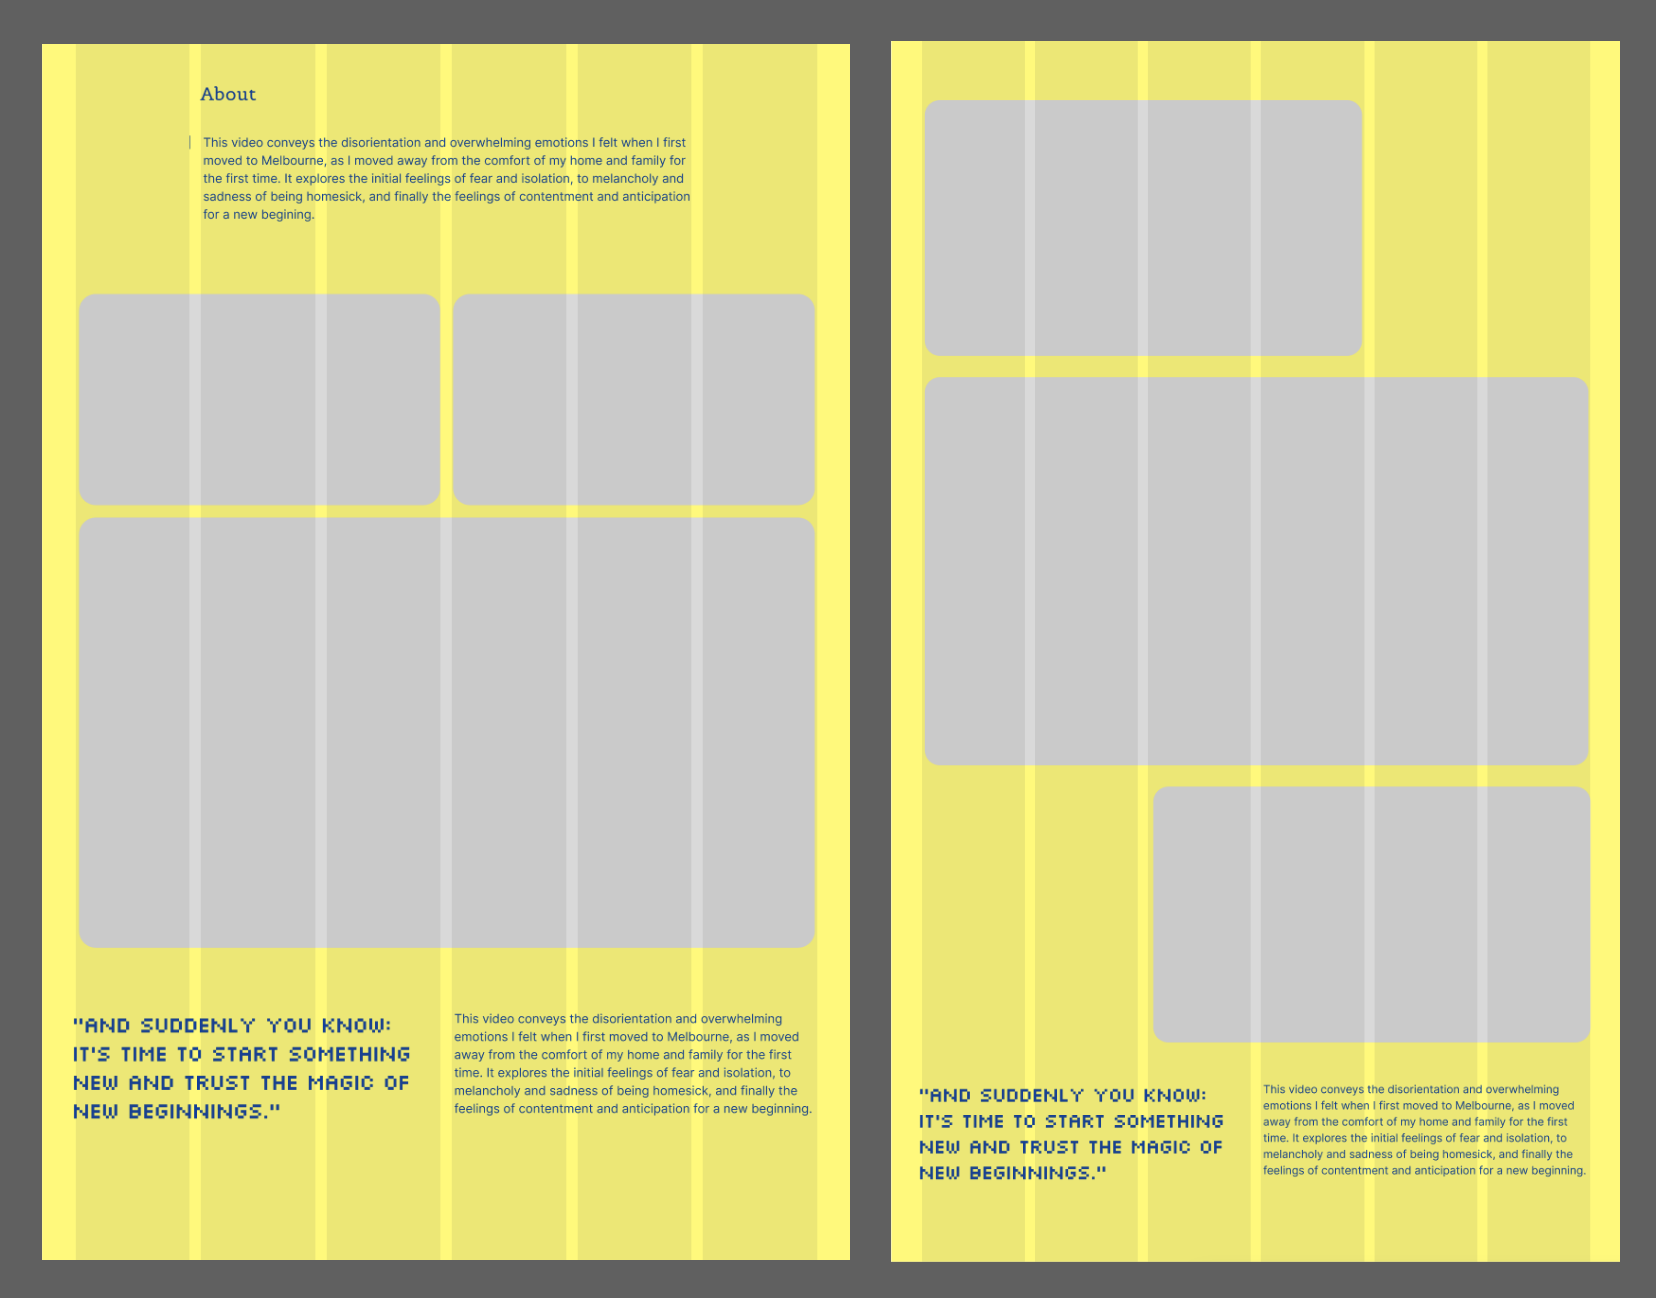 About
This video conveys the disorientation and overwhelming emotions I felt when I first
moved to Melbourne, as I moved away from the comfort of my home and family for
the first time. It explores the initial feelings of fear and isolation, to melancholy and
sadness of being homesick, and finally the feelings of contentment and anticipation
for a new begining.
"AND SUDDENLY YOU KNOW:
IT'S TIME TO START SOMETHING
NEW AND TRUST THE MAGIC OF
NEW BEGINNINGS."
This video conveys the disorientation and overwhelming
emotions I felt when I first moved to Melbourne, as I moved
away from the comfort of my home and family for the first
time. It explores the initial feelings of fear and isolation, to
melancholy and sadness of being homesick, and finally the
feelings of contentment and anticipation for a new beginning.
"AND SUDDENLY YOU KNOW:
IT'S TIME TO START SOMETHING
NEW AND TRUST THE MAGIC OF
NEW BEGINNINGS."
This video conveys the disorientation and overwhelming
emotions I felt when I first moved to Melbourne, as I moved
away from the comfort of my home and family for the first
time. It explores the initial feelings of fear and isolation, to
melancholy and sadness of being homesick, and finally the
feelings of contentment and anticipation for a new beginning.